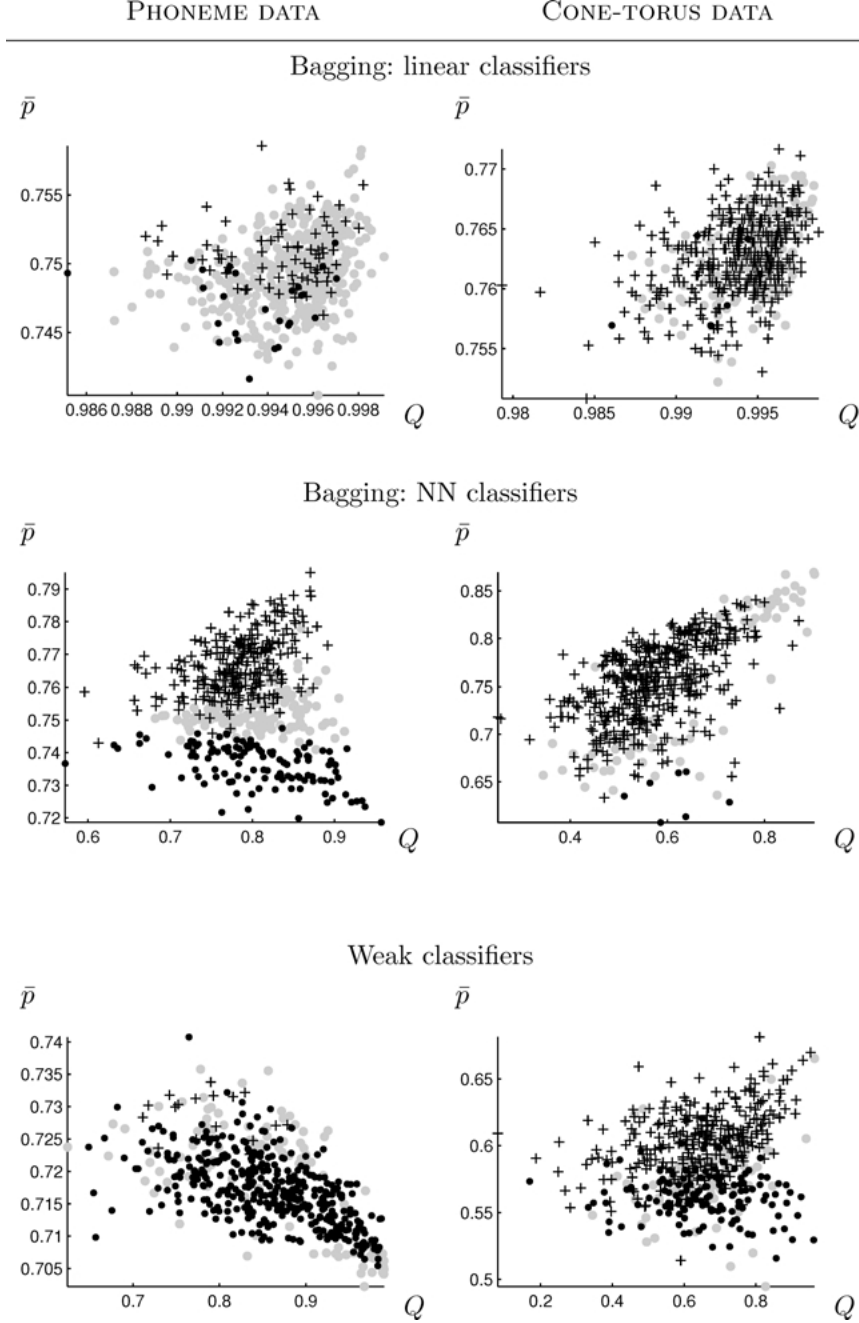 PHONEME DATA CONE-TORUS DATA
Bagging: linear classifiers
p̄ p̄
0.755
0.75
0.745
0.986 0.988 0.99 0.992 0.994 0.996 0.998 Q
0.77
0.765
0.76
0.755
0.98 0.985 0.99 0.995 Q
Bagging: NN classifiers
p̄ p̄
0.79
0.78
0.77
0.76
0.75
0.74
0.73
0.72
0.6 0.7 0.8 0.9 Q
0.85
0.8
0.75
0.7
0.65
0.4 0.6 0.8 Q
Weak classifiers
p̄ p̄
0.74
0.735
0.73
0.725
0.72
0.715
0.71
0.705
0.7 0.8 0.9 Q
0.65
0.6
0.55
0.5
0.2 0.4 0.6 0.8 Q